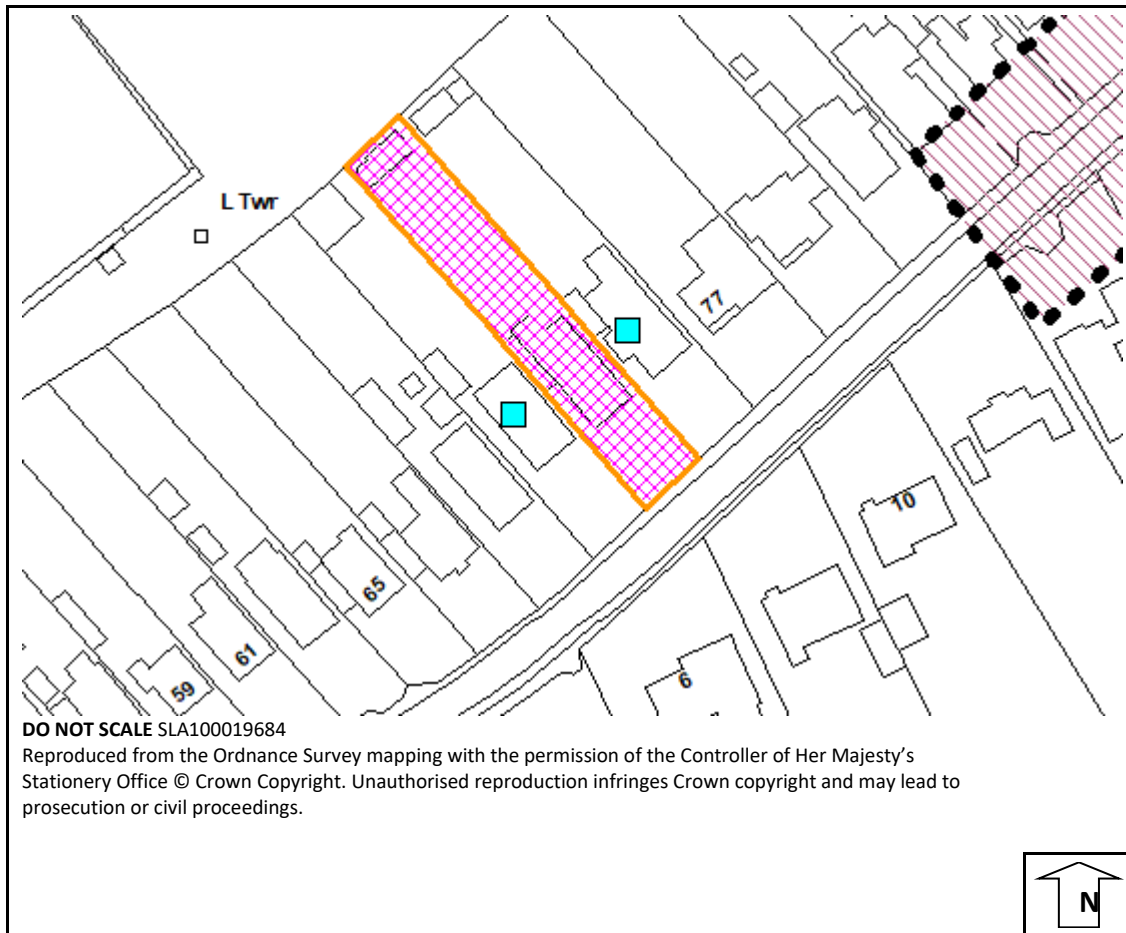 L Twr
77
10
65
61
59
6
DO NOT SCALE SLA100019684
Reproduced from the Ordnance Survey mapping with the permission of the Controller of Her Majesty’s
Stationery Office © Crown Copyright. Unauthorised reproduction infringes Crown copyright and may lead to
prosecution or civil proceedings.
N